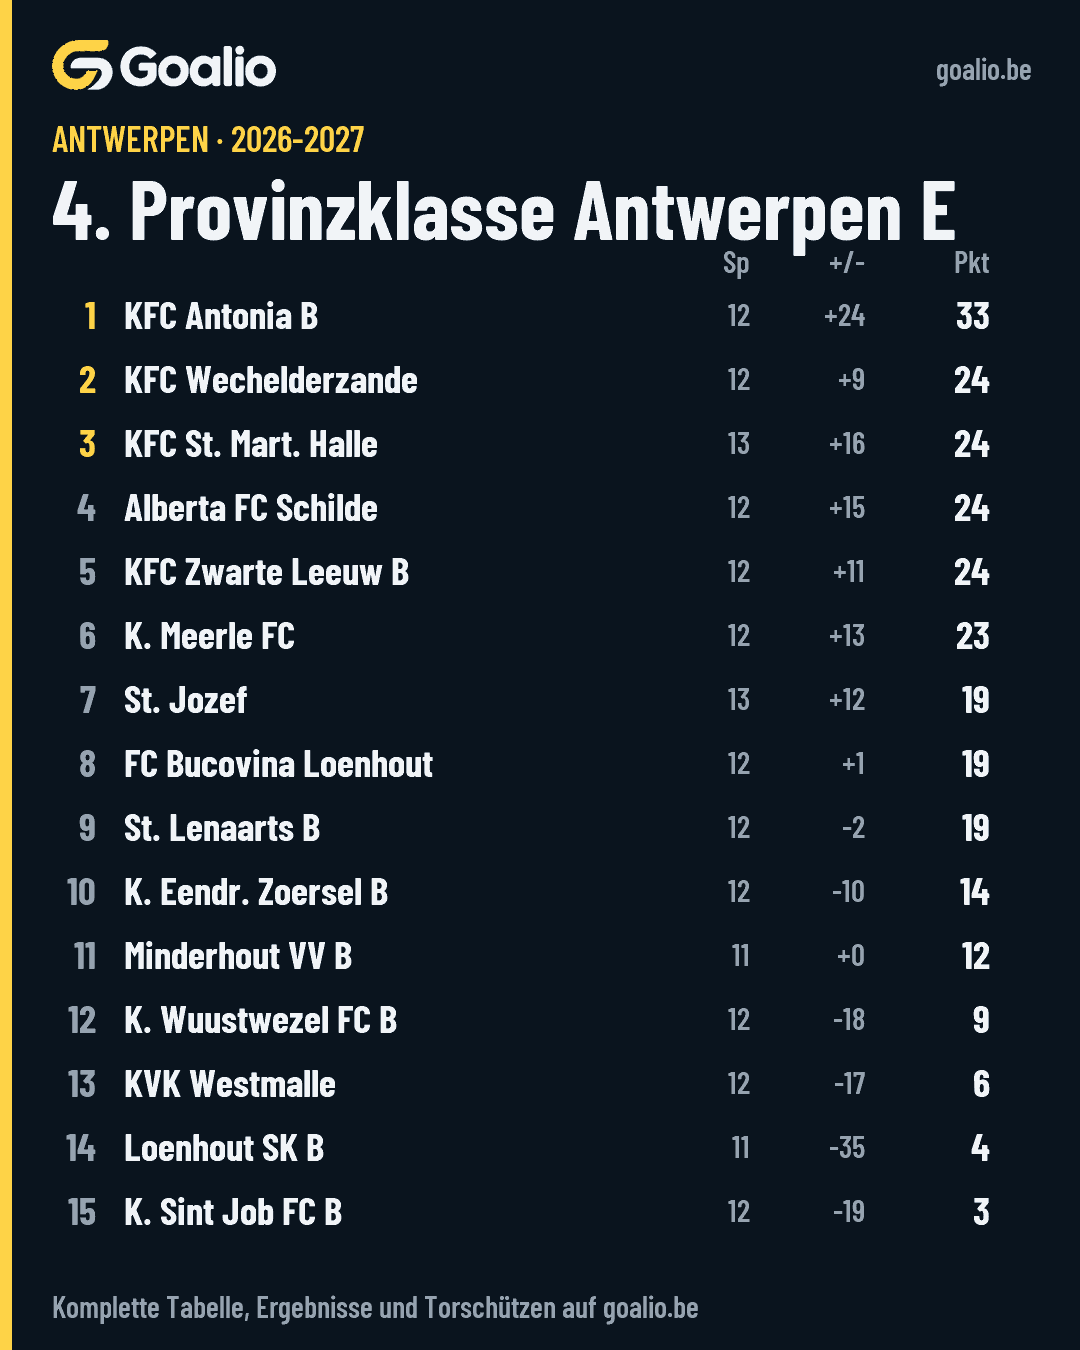 Goalio
goalio.be
ANTWERPEN · 2026-2027
4. Provinzklasse Antwerpen E
Sp +/- Pkt
1 KFC Antonia B 12 +24 33
2 KFC Wechelderzande 12 +9 24
3 KFC St. Mart. Halle 13 +16 24
4 Alberta FC Schilde 12 +15 24
5 KFC Zwarte Leeuw B 12 +11 24
6 K. Meerle FC 12 +13 23
7 St. Jozef 13 +12 19
8 FC Bucovina Loenhout 12 +1 19
9 St. Lenaarts B 12 -2 19
10 K. Eendr. Zoersel B 12 -10 14
11 Minderhout VV B 11 +0 12
12 K. Wuustwezel FC B 12 -18 9
13 KVK Westmalle 12 -17 6
14 Loenhout SK B 11 -35 4
15 K. Sint Job FC B 12 -19 3
Komplette Tabelle, Ergebnisse und Torschützen auf goalio.be